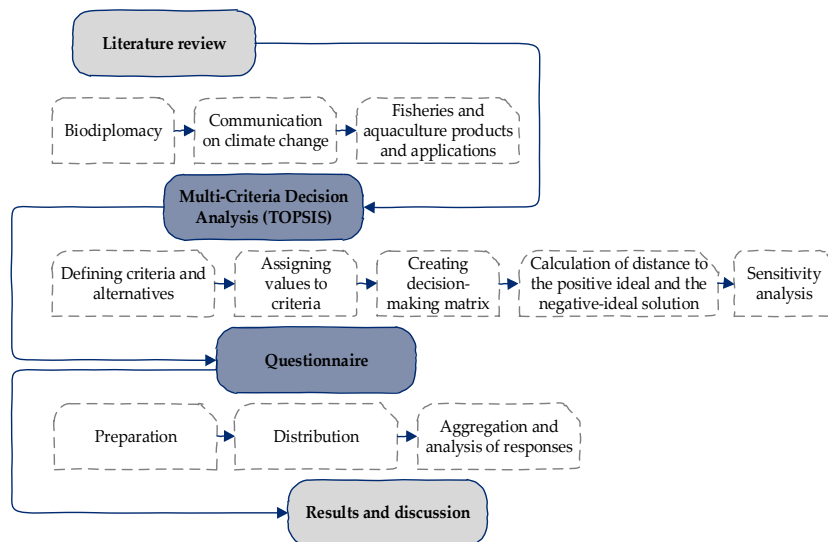 Literature review
Biodiplomacy
Communication
on climate change
Fisheries and
aquaculture products
and applications
Multi-Criteria Decision
Analysis (TOPSIS)
Defining criteria and
alternatives
Assigning
values to
criteria
Creating
decision-
making matrix
Calculation of distance to
the positive ideal and the
negative-ideal solution
Sensitivity
analysis
Questionnaire
Preparation
Distribution
Aggregation and
analysis of responses
Results and discussion